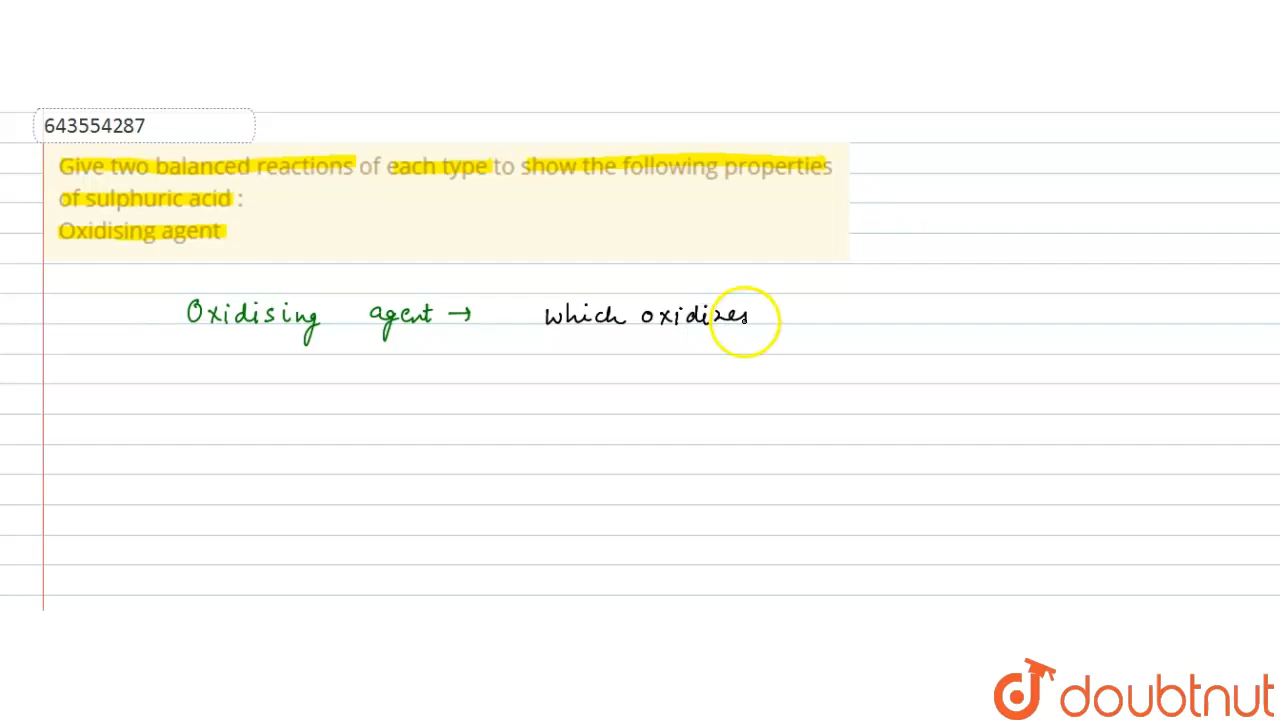 643554287
Give two balanced reactions of each type to show the following properties
of sulphuric acid :
Oxidising agent
Oxidising agent → which oxidizes
doubtnut